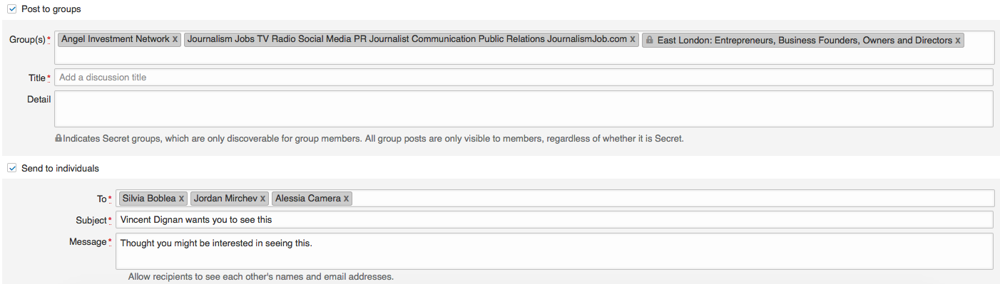 Post to groups
Group(s) * Angel Investment Network x Journalism Jobs TV Radio Social Media PR Journalist Communication Public Relations JournalismJob.com x East London: Entrepreneurs, Business Founders, Owners and Directors x
Title * Add a discussion title
Detail
Indicates Secret groups, which are only discoverable for group members. All group posts are only visible to members, regardless of whether it is Secret.
Send to individuals
To * Silvia Boblea x Jordan Mirchev x Alessia Camera x
Subject * Vincent Dignan wants you to see this
Message * Thought you might be interested in seeing this.
Allow recipients to see each other's names and email addresses.